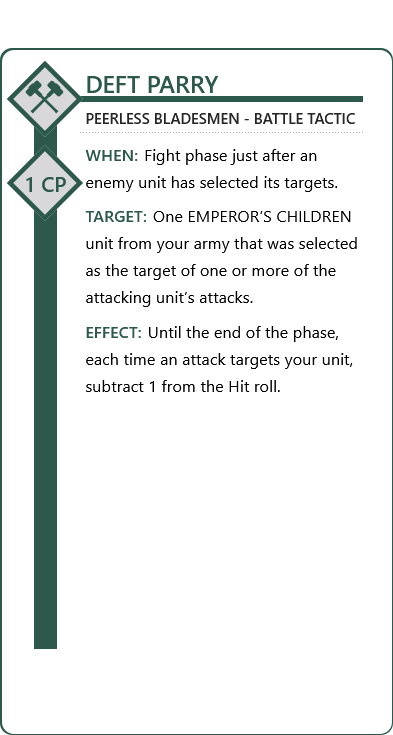 DEFT PARRY
PEERLESS BLADESMEN - BATTLE TACTIC
1 CP
WHEN: Fight phase just after an
enemy unit has selected its targets.
TARGET: One EMPEROR’S CHILDREN
unit from your army that was selected
as the target of one or more of the
attacking unit’s attacks.
EFFECT: Until the end of the phase,
each time an attack targets your unit,
subtract 1 from the Hit roll.